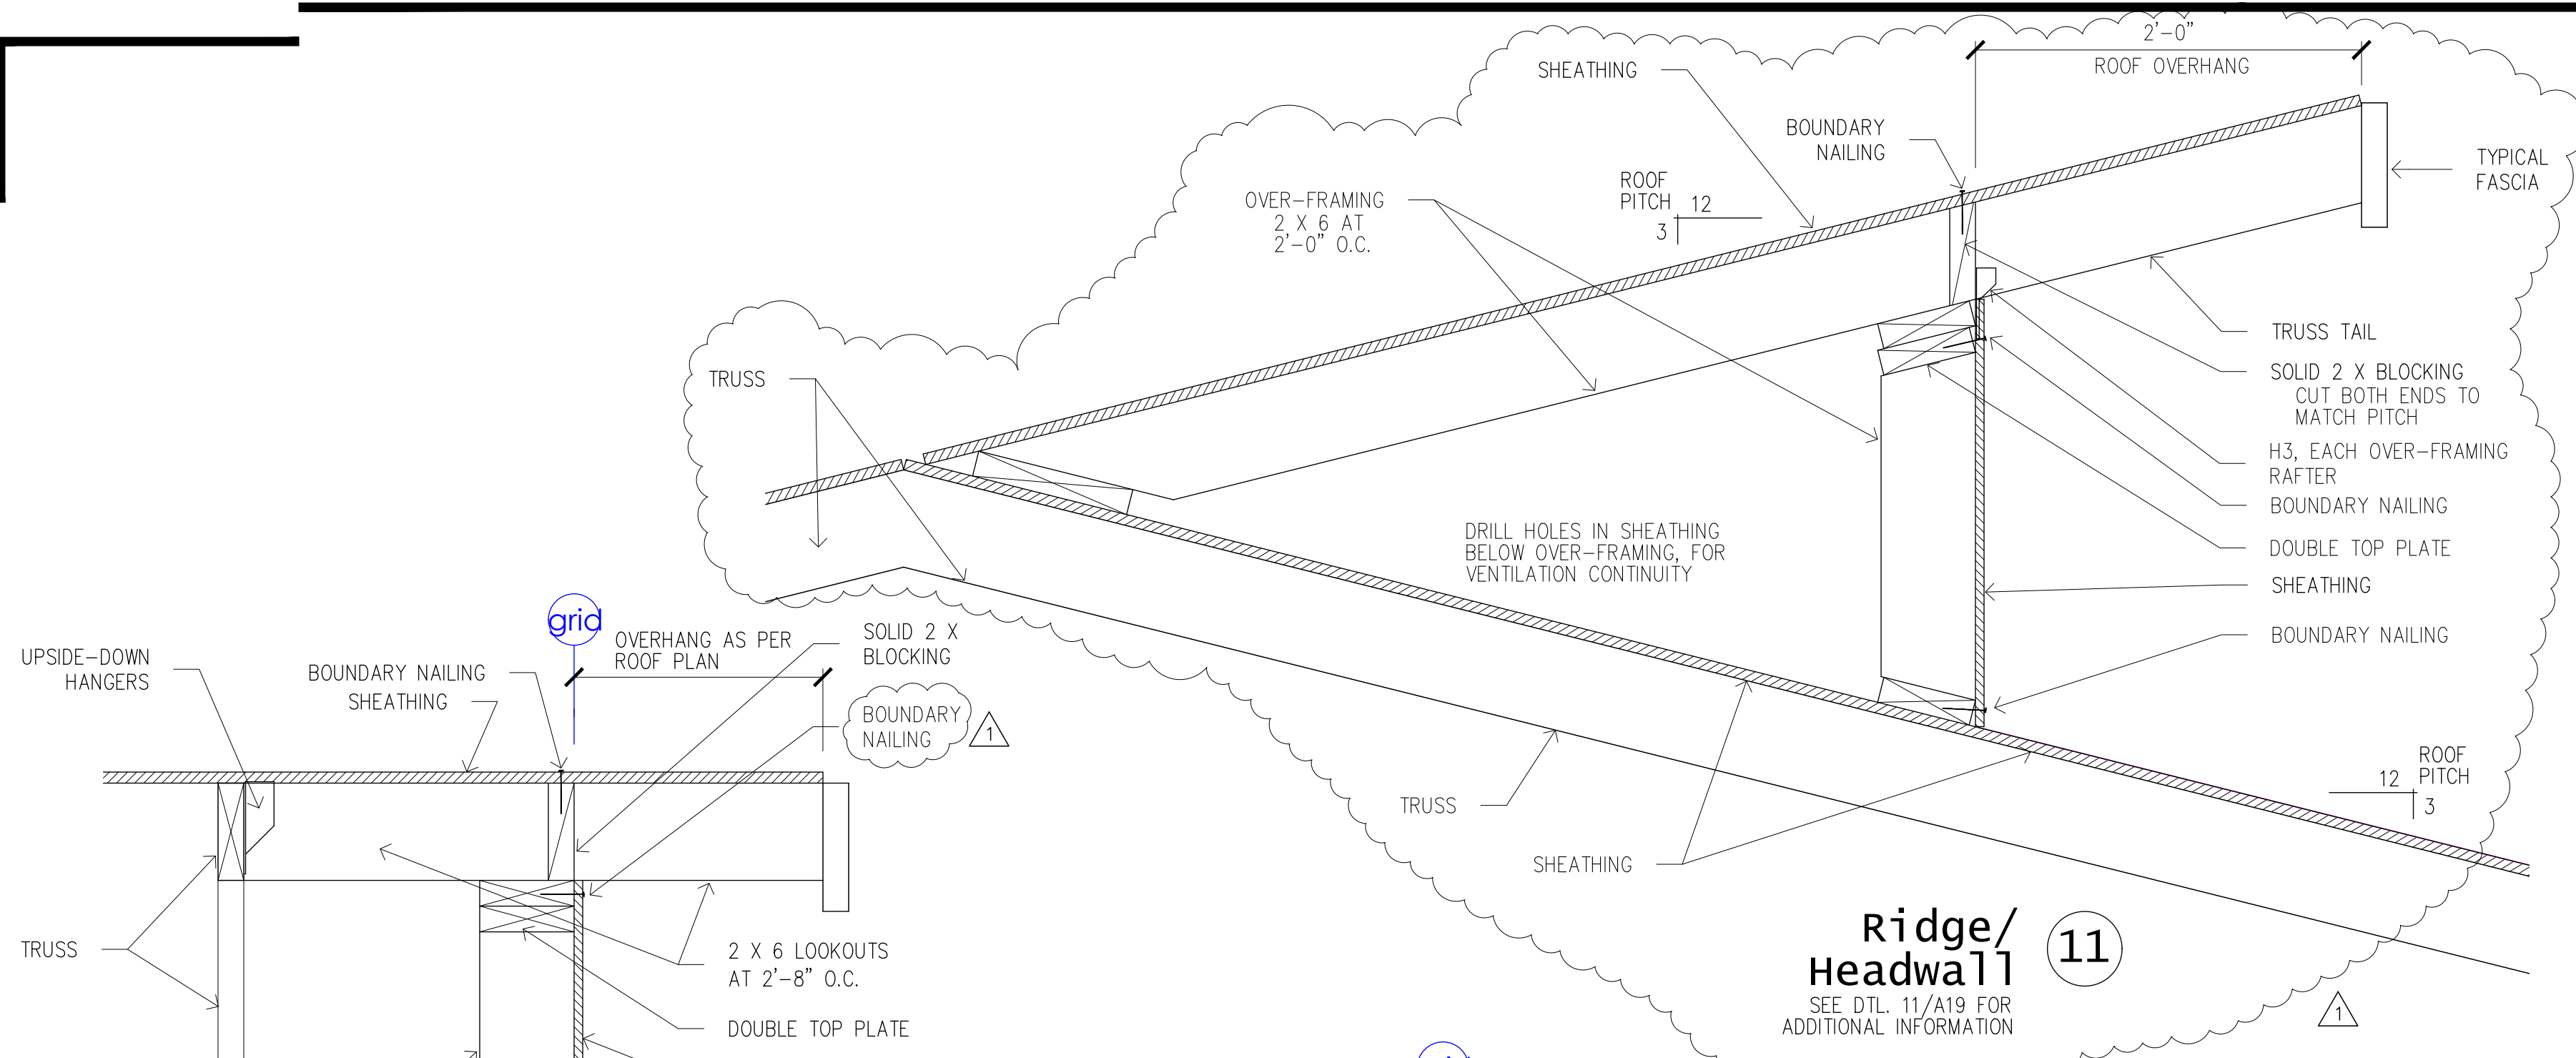 2'-0"
ROOF OVERHANG
SHEATHING
BOUNDARY
NAILING
TYPICAL
FASCIA
ROOF
PITCH
12
3
OVER-FRAMING
2 X 6 AT
2'-0" O.C.
TRUSS
TRUSS TAIL
SOLID 2 X BLOCKING
CUT BOTH ENDS TO
MATCH PITCH
H3, EACH OVER-FRAMING
RAFTER
BOUNDARY NAILING
DOUBLE TOP PLATE
SHEATHING
BOUNDARY NAILING
DRILL HOLES IN SHEATHING
BELOW OVER-FRAMING, FOR
VENTILATION CONTINUITY
ROOF
PITCH
12
3
TRUSS
SHEATHING
Ridge/
Headwall
11
SEE DTL. 11/A19 FOR
ADDITIONAL INFORMATION
1
grid
OVERHANG AS PER
ROOF PLAN
SOLID 2 X
BLOCKING
UPSIDE-DOWN
HANGERS
BOUNDARY NAILING
SHEATHING
BOUNDARY
NAILING
1
TRUSS
2 X 6 LOOKOUTS
AT 2'-8" O.C.
DOUBLE TOP PLATE